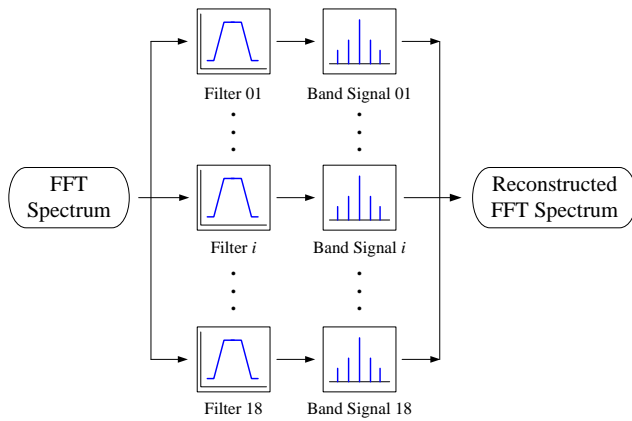 Filter 01
Band Signal 01
FFT
Spectrum
Filter i
Band Signal i
Reconstructed
FFT Spectrum
Filter 18
Band Signal 18